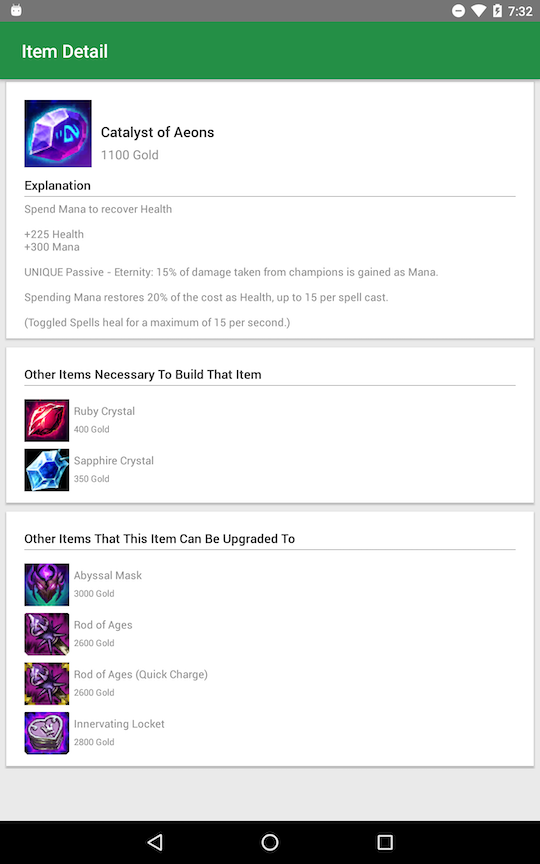 7:32
Item Detail
Catalyst of Aeons
1100 Gold
Explanation
Spend Mana to recover Health
+225 Health
+300 Mana
UNIQUE Passive - Eternity: 15% of damage taken from champions is gained as Mana.
Spending Mana restores 20% of the cost as Health, up to 15 per spell cast.
(Toggled Spells heal for a maximum of 15 per second.)
Other Items Necessary To Build That Item
Ruby Crystal
400 Gold
Sapphire Crystal
350 Gold
Other Items That This Item Can Be Upgraded To
Abyssal Mask
3000 Gold
Rod of Ages
2600 Gold
Rod of Ages (Quick Charge)
2600 Gold
Innervating Locket
2800 Gold